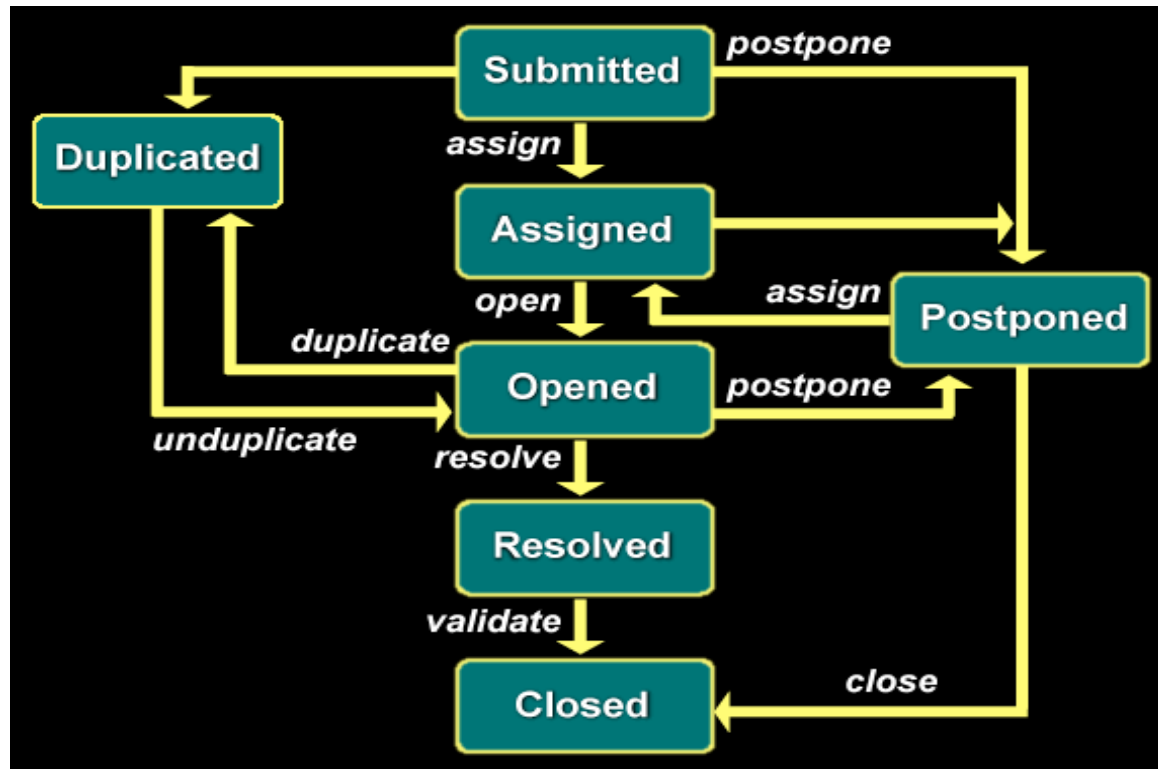 postpone
Submitted
assign
Duplicated
Assigned
open
assign
Postponed
duplicate
Opened
postpone
unduplicate
resolve
Resolved
validate
close
Closed